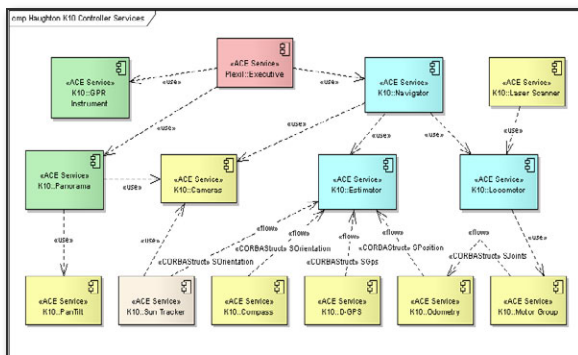 cmp Haughton K10 Controller Services
«ACE Service»
K10::GPR
Instrument
«ACE Service»
Plexil::Executive
«ACE Service»
K10::Navigator
«ACE Service»
K10::Laser Scanner
«use»
«use»
«use»
«use»
«use»
«use»
«use»
«ACE Service»
K10::Panorama
«use»
«ACE Service»
K10::Cameras
«ACE Service»
K10::Estimator
«ACE Service»
K10::Locomotor
«use»
«use»
«flow»
«CORBAStruct» SOrientation
«flow»
«CORBAStruct» SOrientation
«flow»
«CORBAStruct» SGps
«flow»
«CORBAStruct» SPosition
«flow»
«CORBAStruct» SJoints
«use»
«ACE Service»
K10::PanTilt
«ACE Service»
K10::Sun Tracker
«ACE Service»
K10::Compass
«ACE Service»
K10::D-GPS
«ACE Service»
K10::Odometry
«ACE Service»
K10::Motor Group